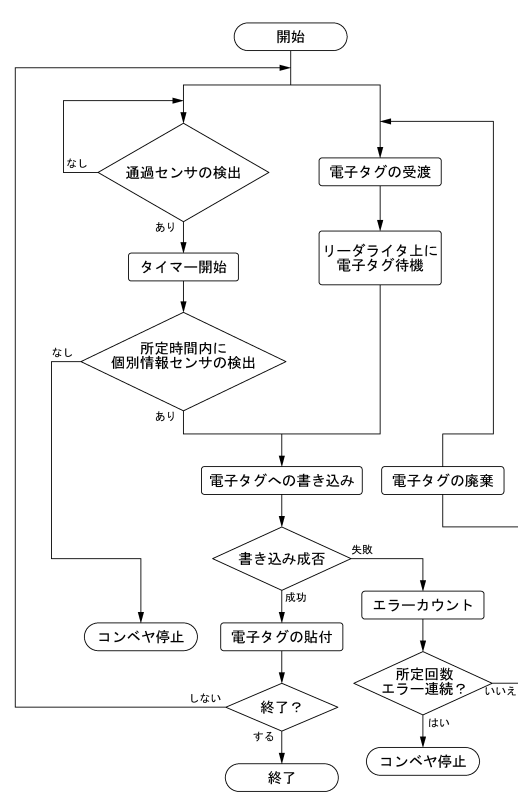 開始
なし
通過センサの検出
あり
電子タグの受渡
タイマー開始
リーダライタ上に
電子タグ待機
なし
所定時間内に
個別情報センサの検出
あり
電子タグへの書き込み
電子タグの廃棄
書き込み成否
失敗
成功
エラーカウント
コンベヤ停止
電子タグの貼付
所定回数
エラー連続？
いいえ
しない
終了？
はい
する
コンベヤ停止
終了